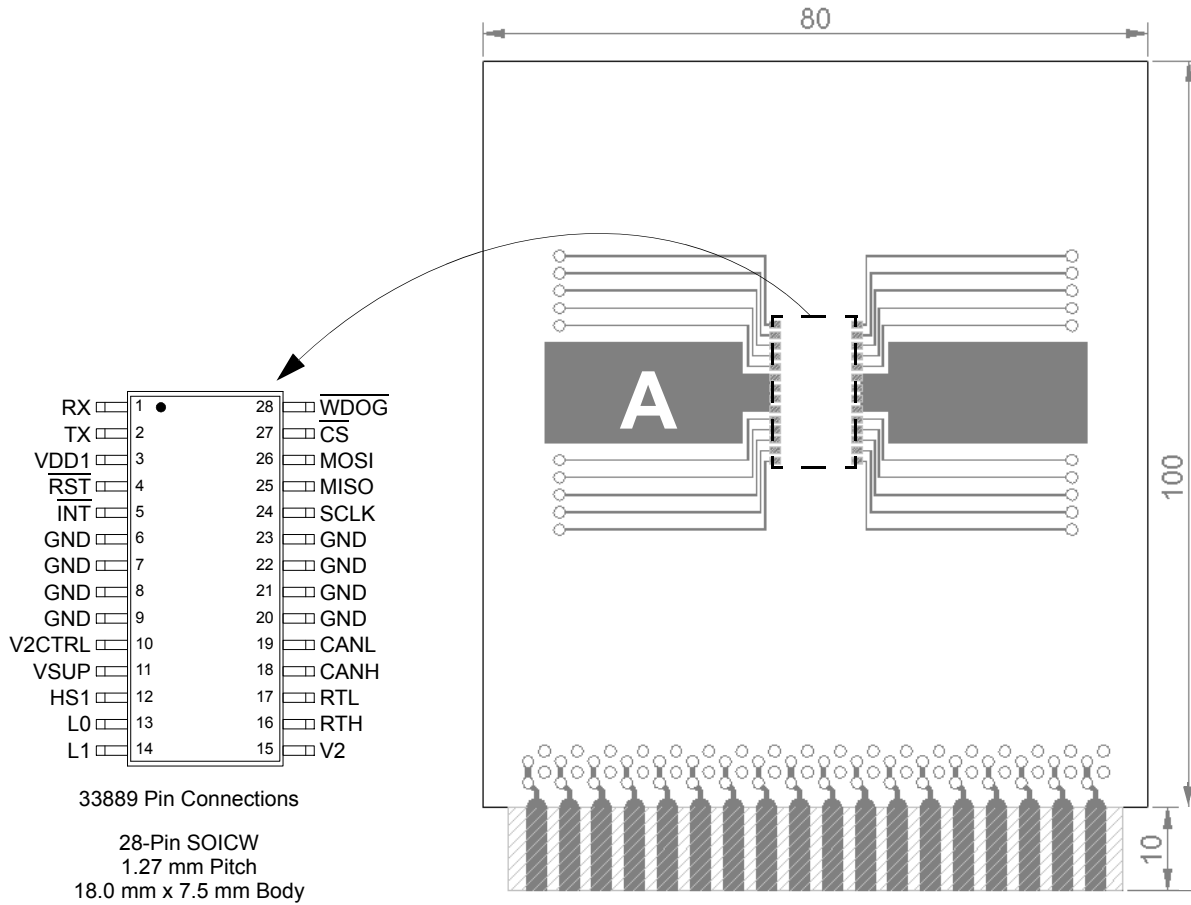 80
100
10
A
RX 1 28 WDOG
TX 2 27 CS
VDD1 3 26 MOSI
RST 4 25 MISO
INT 5 24 SCLK
GND 6 23 GND
GND 7 22 GND
GND 8 21 GND
GND 9 20 GND
V2CTRL 10 19 CANL
VSUP 11 18 CANH
HS1 12 17 RTL
L0 13 16 RTH
L1 14 15 V2
33889 Pin Connections
28-Pin SOICW
1.27 mm Pitch
18.0 mm x 7.5 mm Body